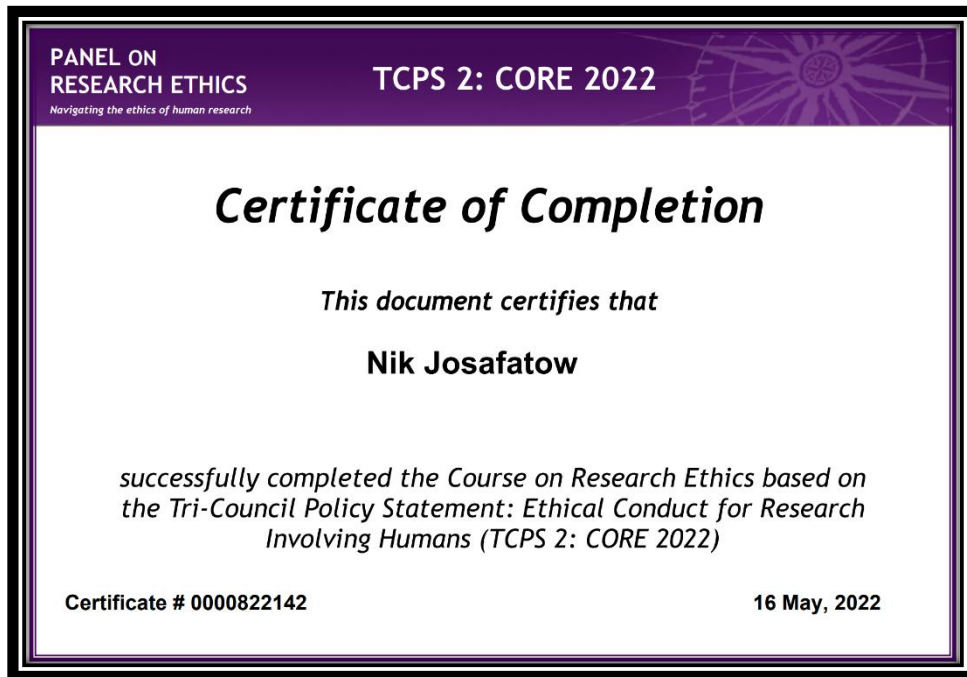 PANEL ON
RESEARCH ETHICS
Navigating the ethics of human research
TCPS 2: CORE 2022
Certificate of Completion
This document certifies that
Nik Josafatow
successfully completed the Course on Research Ethics based on
the Tri-Council Policy Statement: Ethical Conduct for Research
Involving Humans (TCPS 2: CORE 2022)
Certificate # 0000822142
16 May, 2022